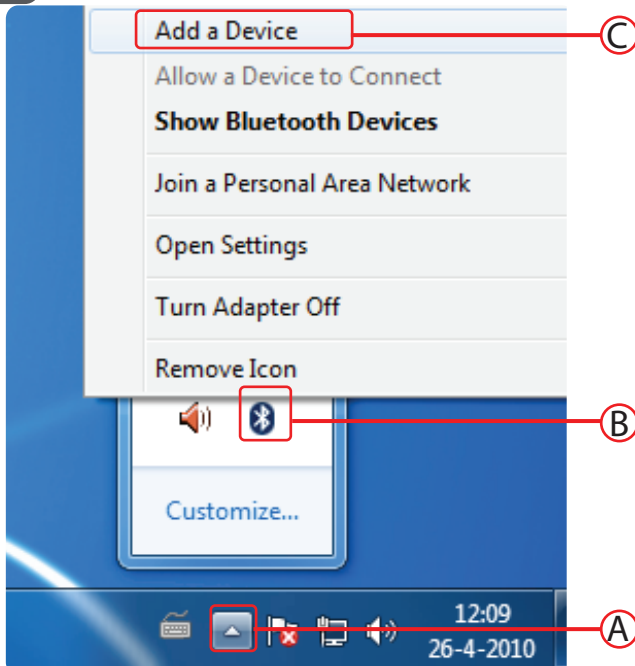 Add a Device
C
Allow a Device to Connect
Show Bluetooth Devices
Join a Personal Area Network
Open Settings
Turn Adapter Off
Remove Icon
B
Customize...
12:09
A
26-4-2010